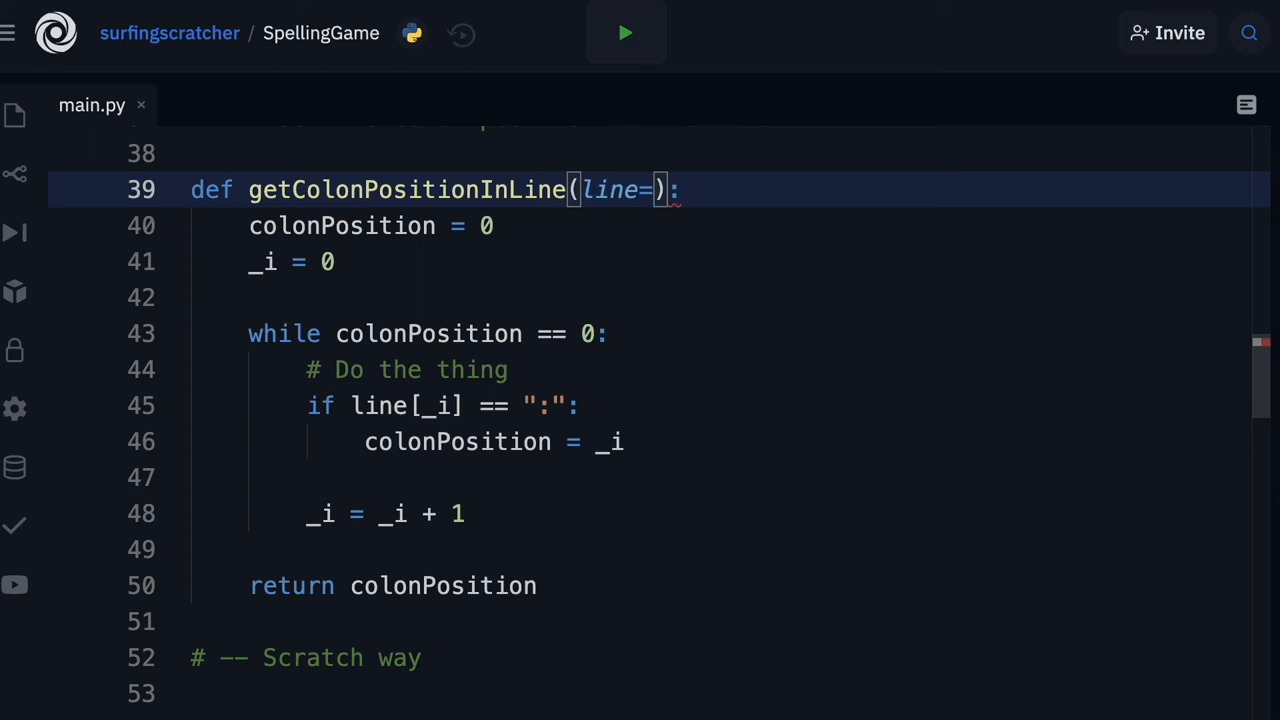 surfingscratcher / SpellingGame
Invite
main.py ×
38
39 def getColonPositionInLine(line=):
40 colonPosition = 0
41 _i = 0
42
43 while colonPosition == 0:
44 # Do the thing
45 if line[_i] == ":":
46 colonPosition = _i
47
48 _i = _i + 1
49
50 return colonPosition
51
52 # -- Scratch way
53